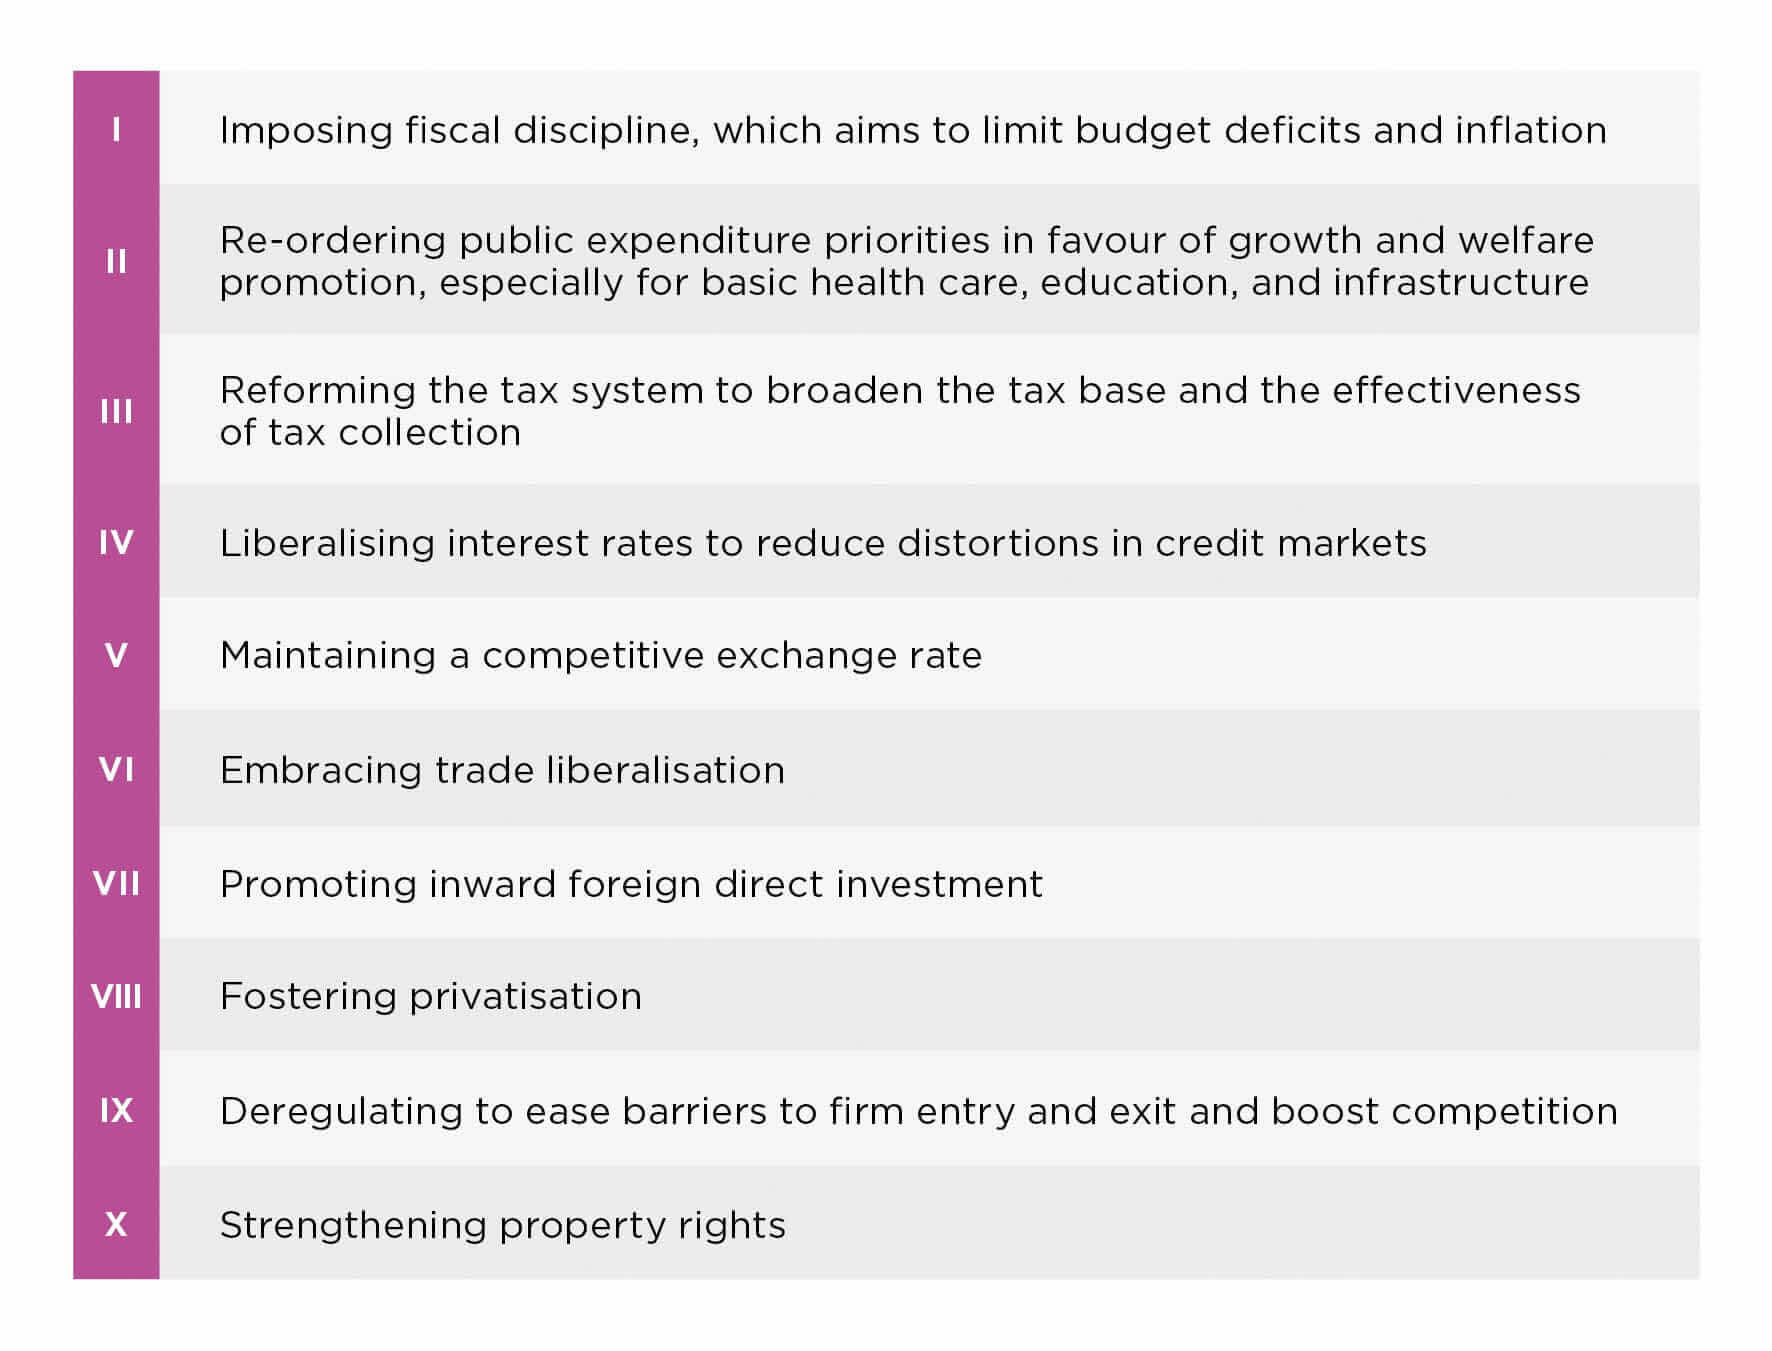 I
Imposing fiscal discipline, which aims to limit budget deficits and inflation
II
Re-ordering public expenditure priorities in favour of growth and welfare
promotion, especially for basic health care, education, and infrastructure
III
Reforming the tax system to broaden the tax base and the effectiveness
of tax collection
IV
Liberalising interest rates to reduce distortions in credit markets
V
Maintaining a competitive exchange rate
VI
Embracing trade liberalisation
VII
Promoting inward foreign direct investment
VIII
Fostering privatisation
IX
Deregulating to ease barriers to firm entry and exit and boost competition
X
Strengthening property rights